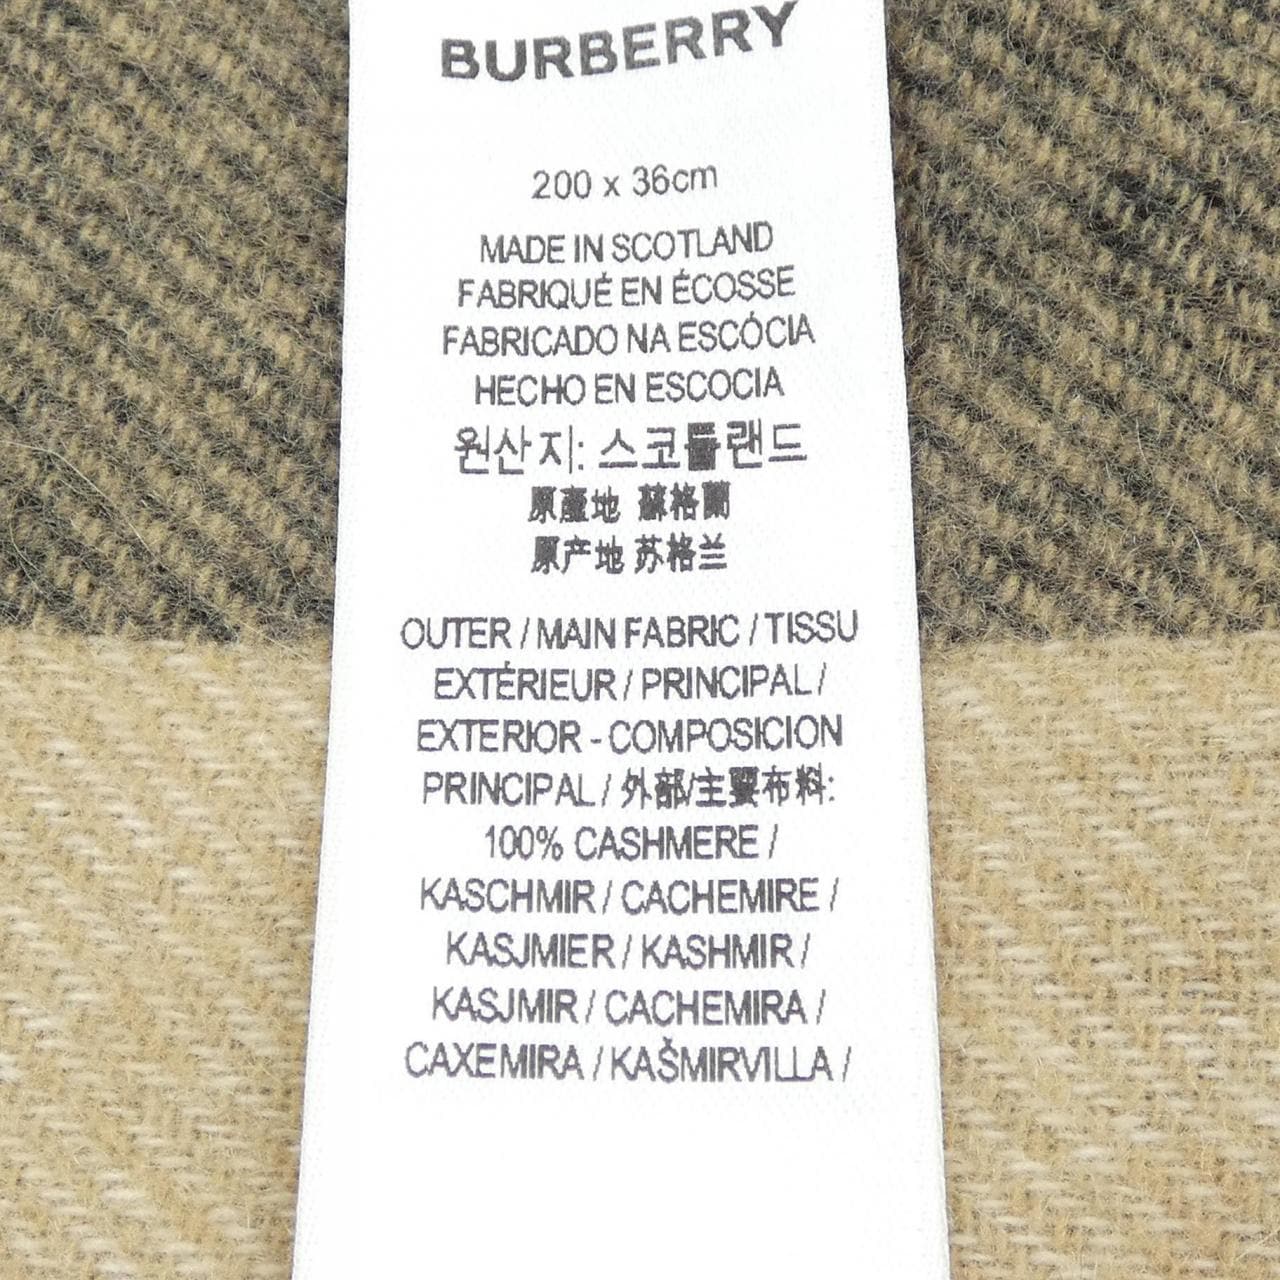 BURBERRY
200 x 36cm
MADE IN SCOTLAND
FABRIQUÉ EN ÉCOSSE
FABRICADO NA ESCÓCIA
HECHO EN ESCOCIA
원산지: 스코틀랜드
原產地 蘇格蘭
原产地 苏格兰
OUTER / MAIN FABRIC / TISSU
EXTÉRIEUR / PRINCIPAL /
EXTERIOR - COMPOSICION
PRINCIPAL / 外部/主要布料:
100% CASHMERE /
KASCHMIR / CACHEMIRE /
KASJMIER / KASHMIR /
KASJMIR / CACHEMIRA /
CAXEMIRA / KAŠMIRVILLA /